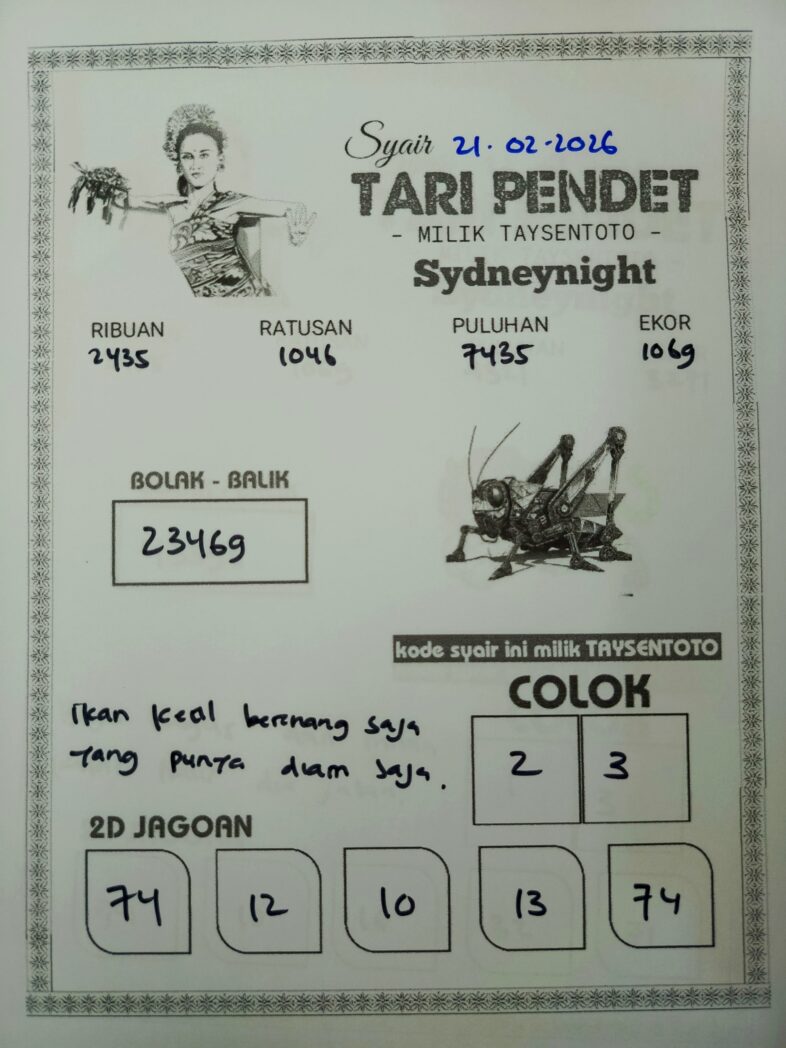 Syair 21.02-2026
TARI PENDET
- MILIK TAYSENTOTO -
Sydneynight
RIBUAN RATUSAN PULUHAN EKOR
2435 1046 7435 1069
BOLAK - BALIK
23469
kode syair ini milik TAYSENTOTO
COLOK
2 3
Ikan kecil berenang saja
Yang punya diam saja.
2D JAGOAN
74 12 10 13 74